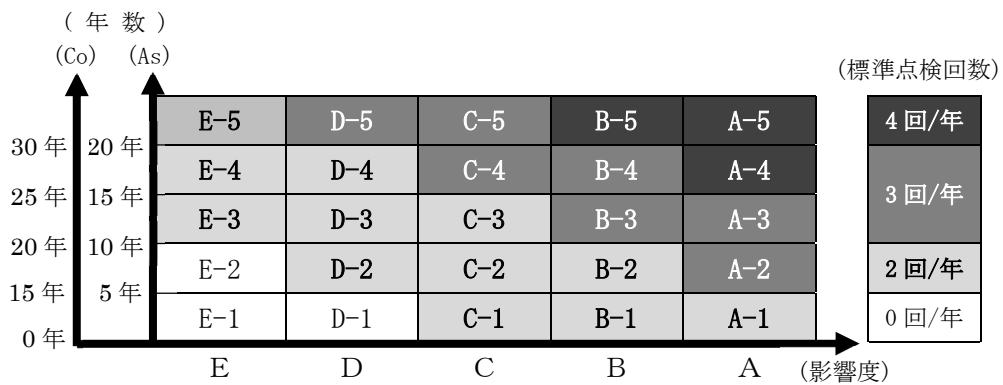 ( 年 数 )
(Co) (As)
(標準点検回数)
E-5 D-5 C-5 B-5 A-5 4 回/年
30 年 20 年
E-4 D-4 C-4 B-4 A-4
25 年 15 年 3 回/年
E-3 D-3 C-3 B-3 A-3
20 年 10 年
E-2 D-2 C-2 B-2 A-2 2 回/年
15 年 5 年
E-1 D-1 C-1 B-1 A-1 0 回/年
0 年
E D C B A (影響度)